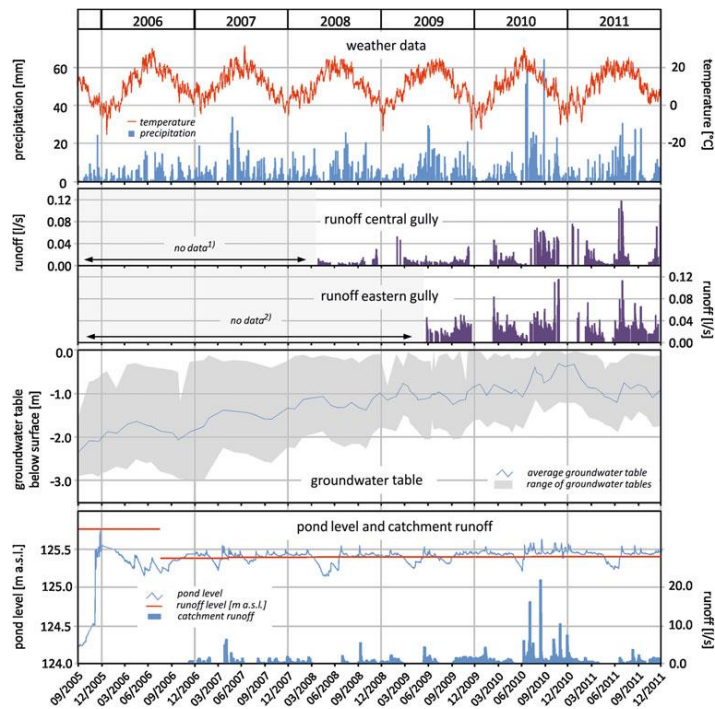 2006 2007 2008 2009 2010 2011
weather data
precipitation [mm]
60
40
20
0
temperature
precipitation
20
0
-20
temperature [°C]
runoff [l/s]
0.12
0.08
0.04
0.00
runoff central gully
no data1)
runoff eastern gully
no data2)
0.12
0.08
0.04
0.00
runoff [l/s]
groundwater table
below surface [m]
0.0
-1.0
-2.0
-3.0
groundwater table
average groundwater table
range of groundwater tables
pond level and catchment runoff
pond level [m a.s.l.]
125.5
125.0
124.5
124.0
pond level
runoff level [m a.s.l.]
catchment runoff
20.0
10.0
0.0
runoff [l/s]
09/2005 12/2005 03/2006 06/2006 09/2006 12/2006 03/2007 06/2007 09/2007 12/2007 03/2008 06/2008 09/2008 12/2008 03/2009 06/2009 09/2009 12/2009 03/2010 06/2010 09/2010 12/2010 03/2011 06/2011 09/2011 12/2011